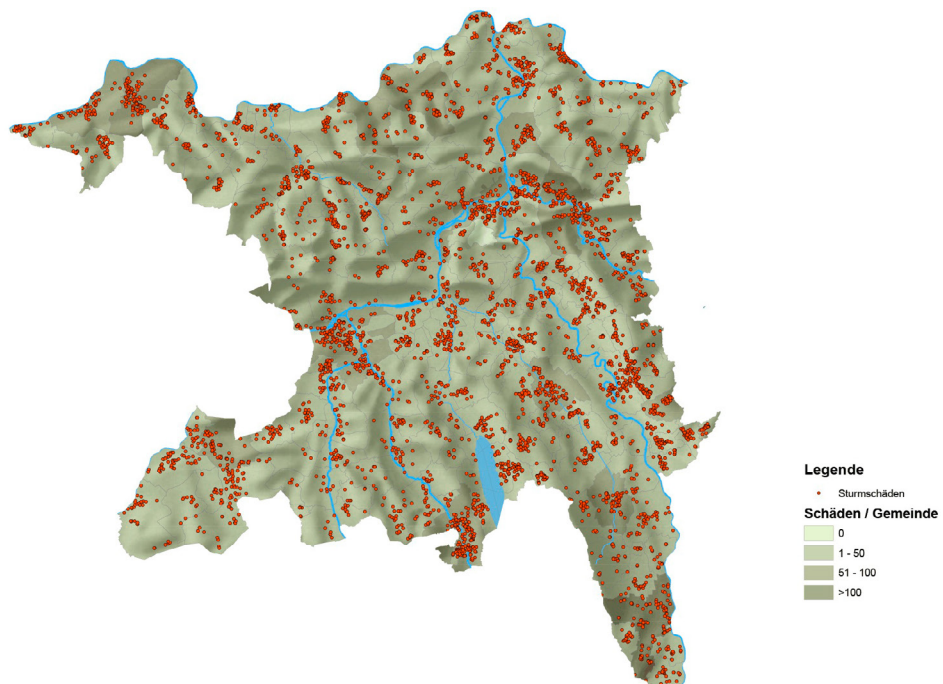 Legende
Sturmschäden
Schäden / Gemeinde
0
1 - 50
51 - 100
>100